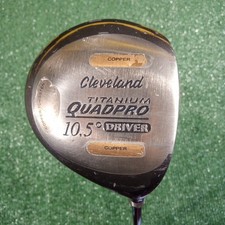 COPPER
Cleveland
TITANIUM
QUADPRO
10.5° DRIVER
COPPER